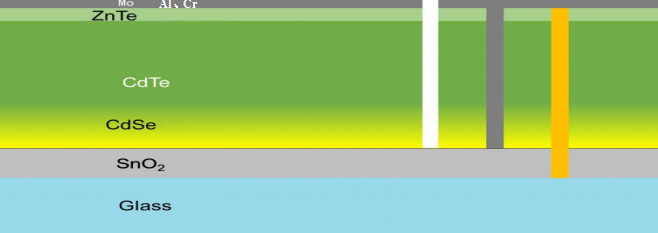 Mo Al、Cr
ZnTe
CdTe
CdSe
SnO₂
Glass